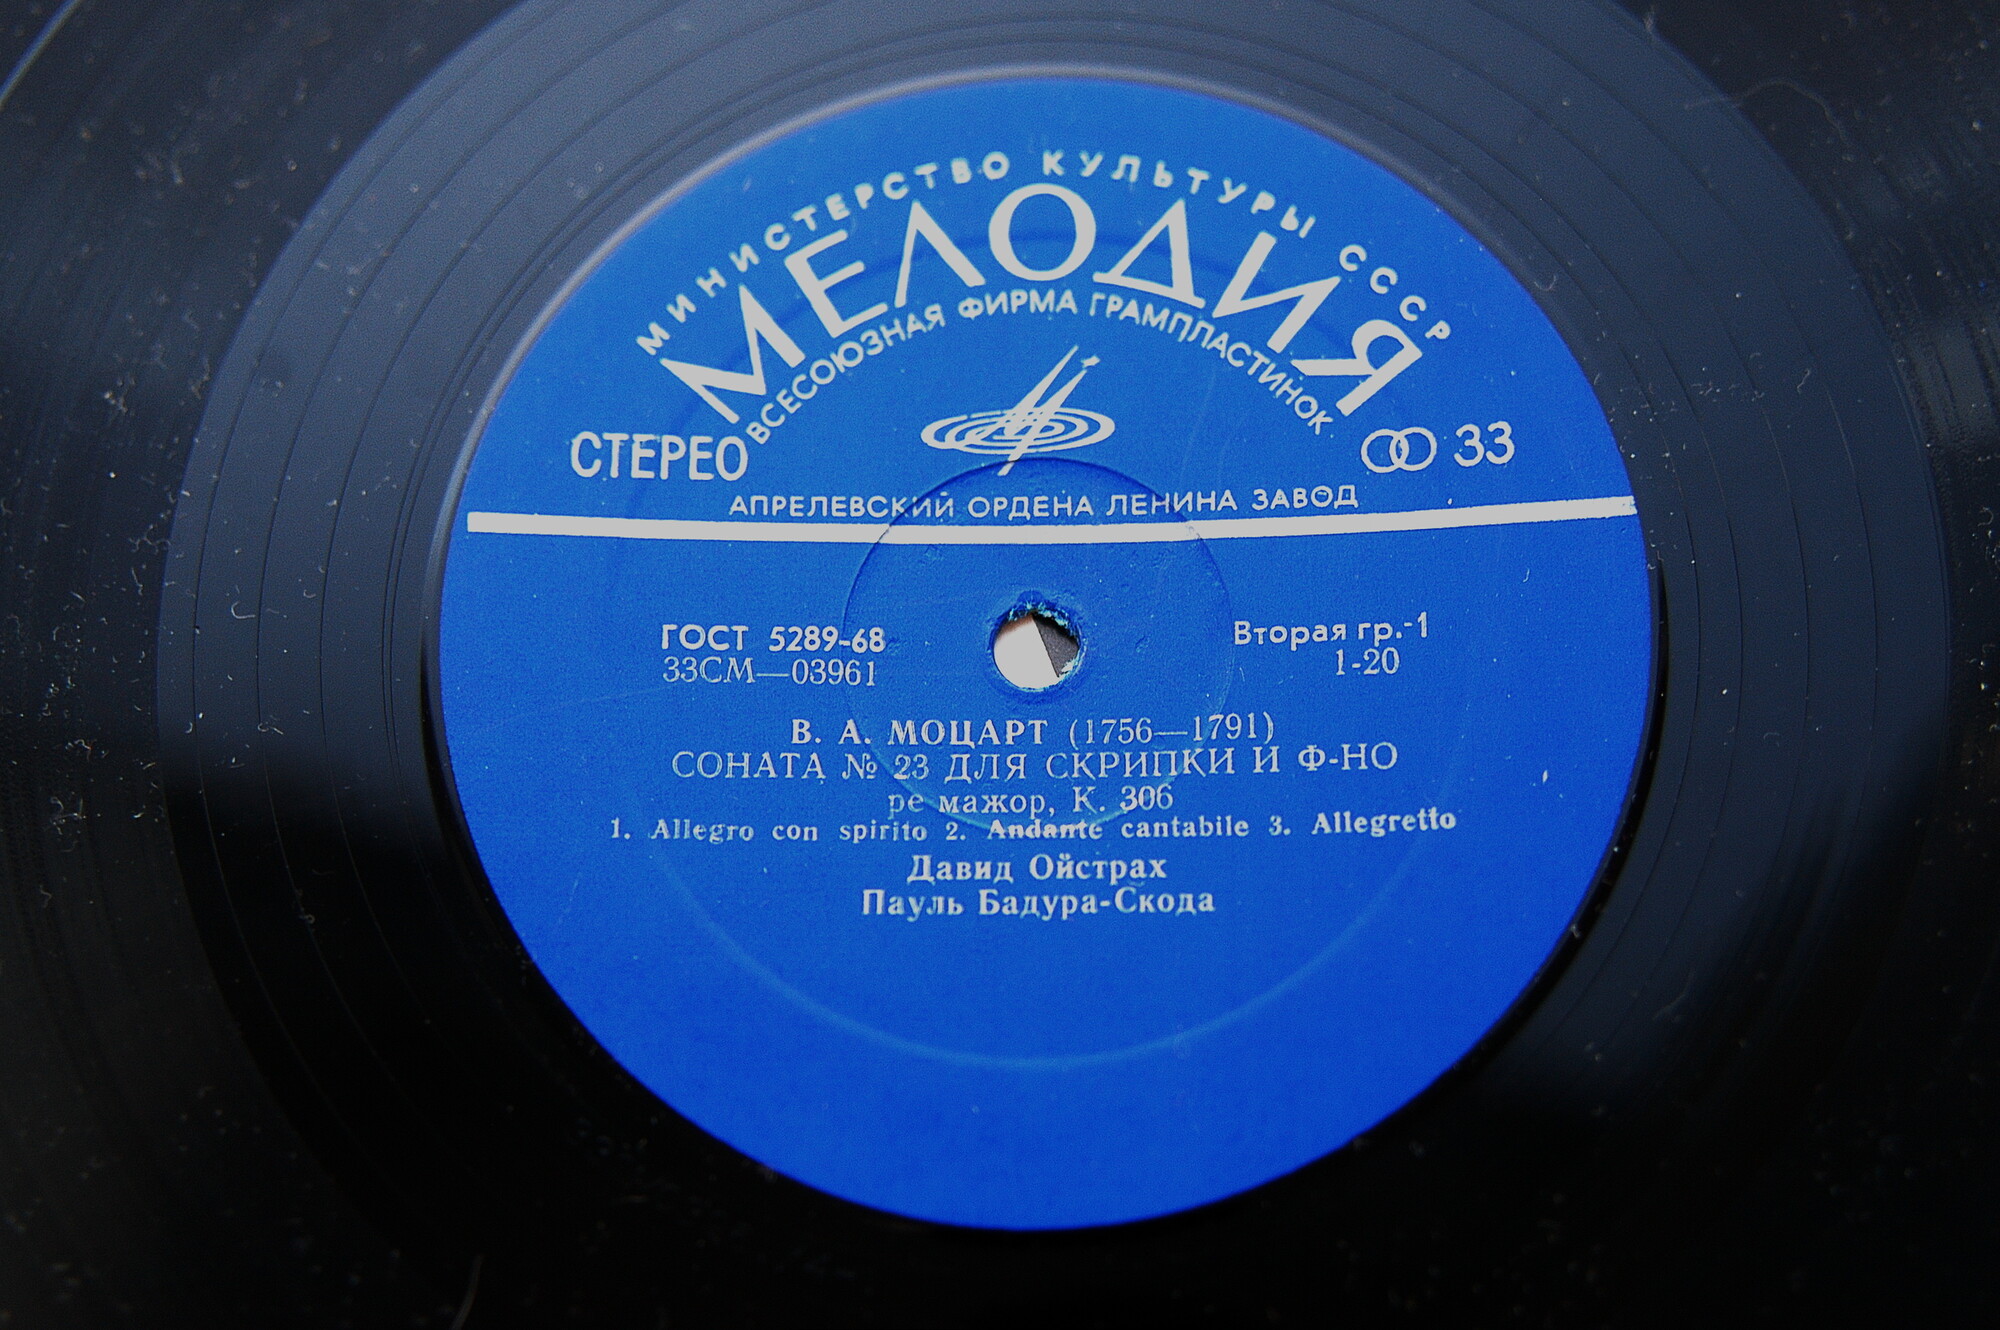 МИНИСТЕРСТВО КУЛЬТУРЫ СССР
МЕЛОДИЯ
ВСЕСОЮЗНАЯ ФИРМА ГРАМПЛАСТИНОК
СТЕРЕО
33
АПРЕЛЕВСКИЙ ОРДЕНА ЛЕНИНА ЗАВОД
ГОСТ 5289-68
33СМ—03961
Вторая гр.-1
1-20
В. А. МОЦАРТ (1756—1791)
СОНАТА № 23 ДЛЯ СКРИПКИ И Ф-НО
ре мажор, К. 306
1. Allegro con spirito 2. Andante cantabile 3. Allegretto
Давид Ойстрах
Пауль Бадура-Скода